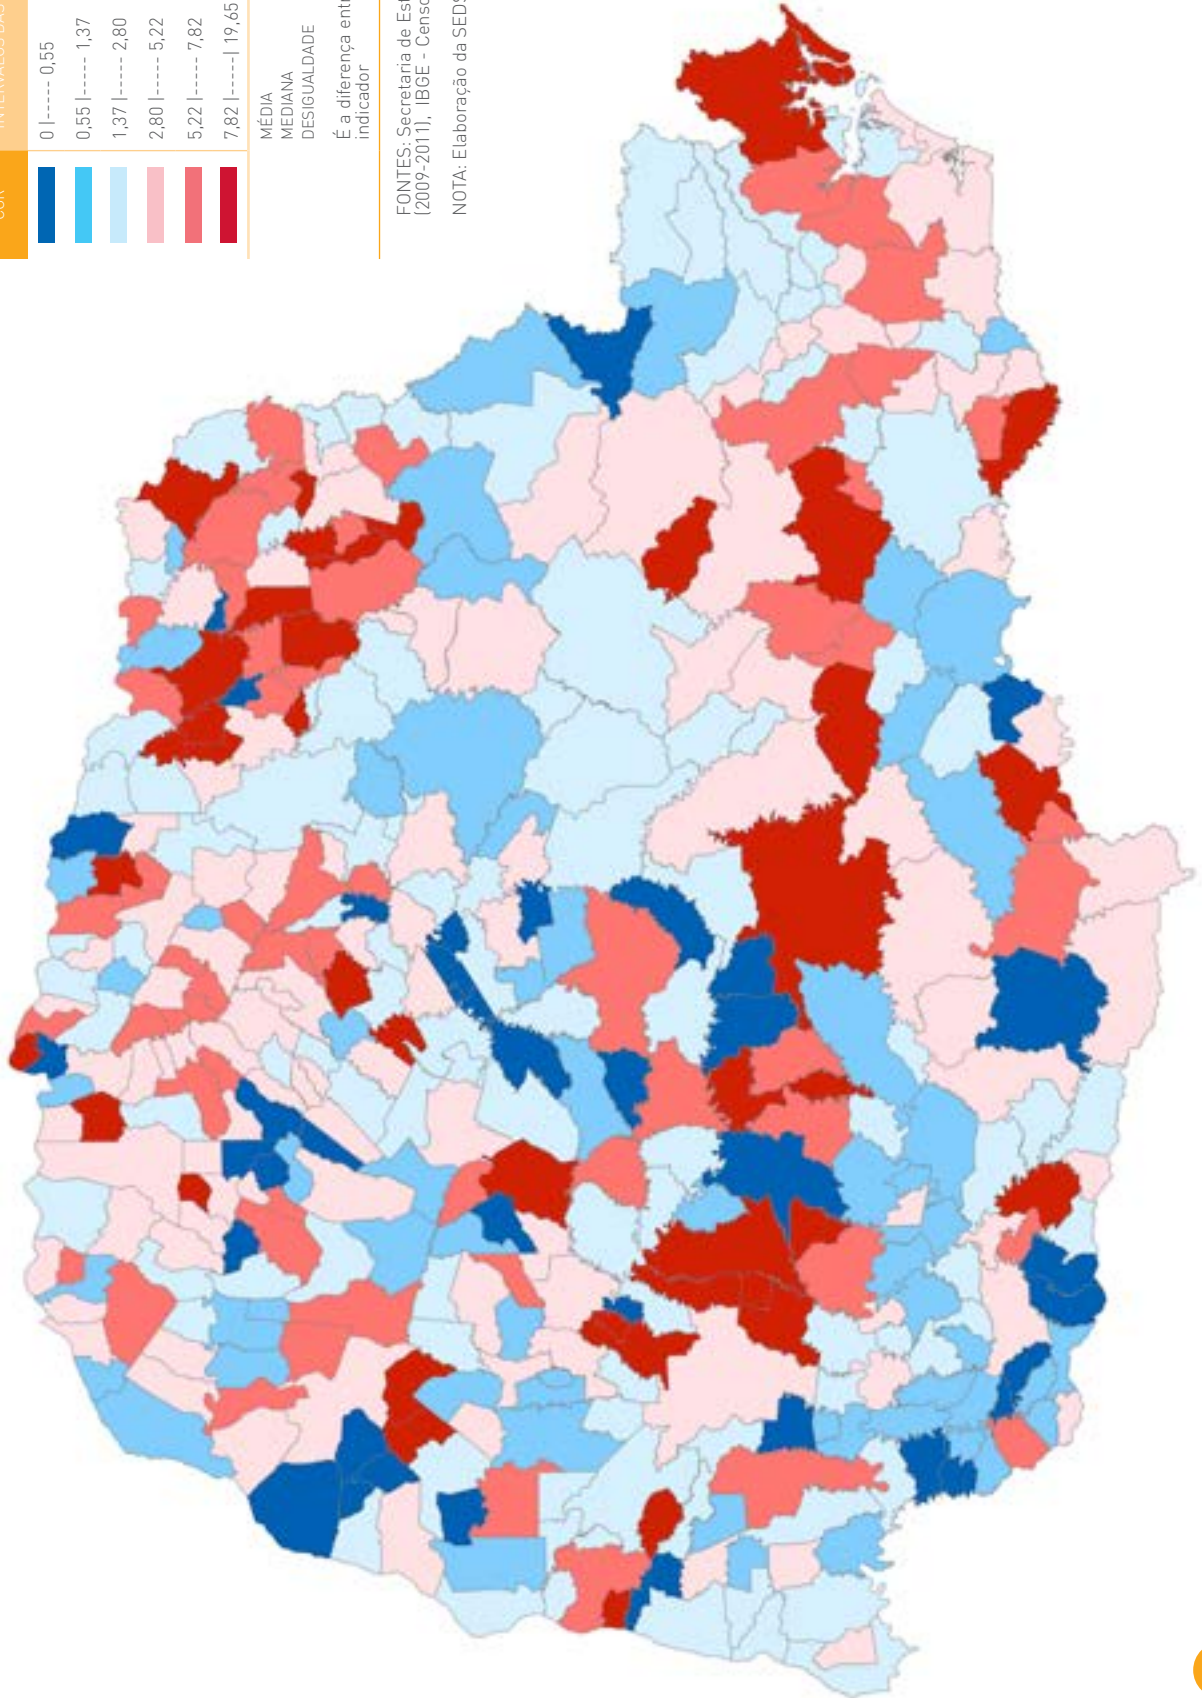 COR
INTERVALOS DAS
0 |----- 0,55
0,55 |----- 1,37
1,37 |----- 2,80
2,80 |----- 5,22
5,22 |----- 7,82
7,82 |-----| 19,65
MÉDIA
MEDIANA
DESIGUALDADE
É a diferença entr
indicador
FONTES: Secretaria de Est
(2009-2011), IBGE - Censo
NOTA: Elaboração da SEDS